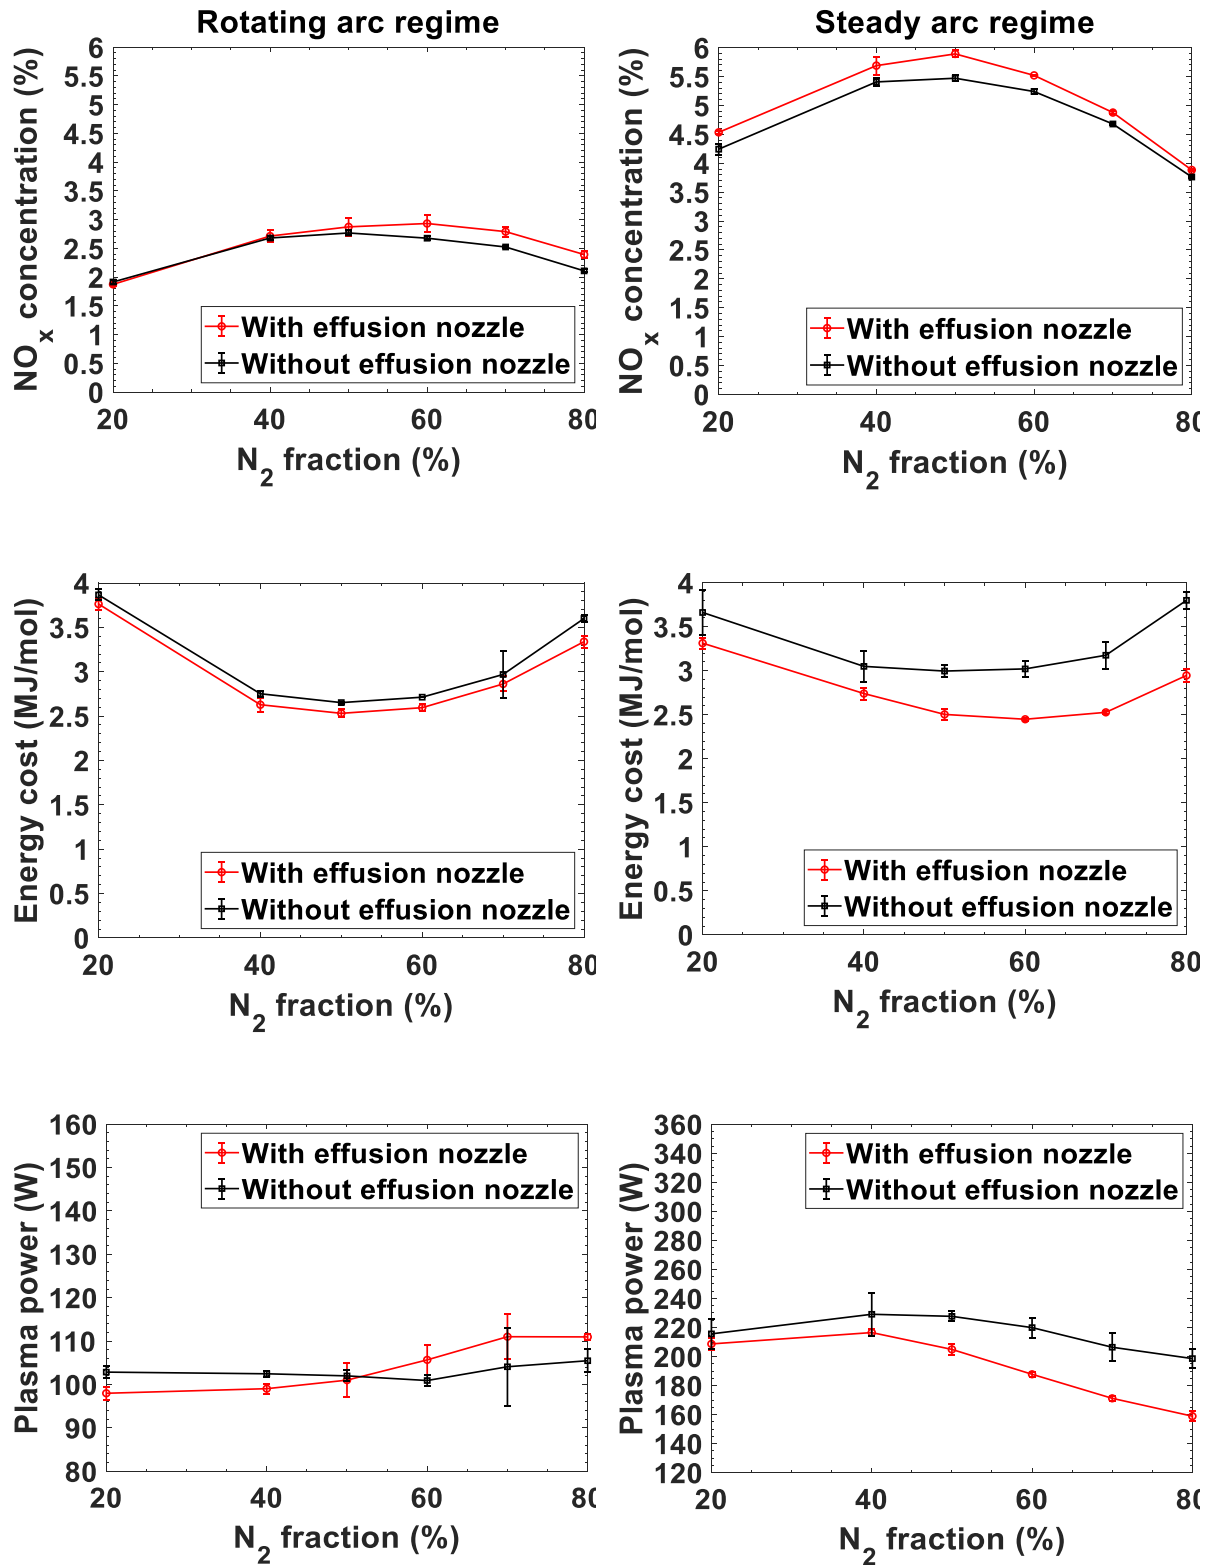 Rotating arc regime
NOx concentration (%)
6
5.5
5
4.5
4
3.5
3
2.5
2
1.5
1
0.5
0
With effusion nozzle
Without effusion nozzle
20 40 60 80
N2 fraction (%)
Steady arc regime
NOx concentration (%)
6
5.5
5
4.5
4
3.5
3
2.5
2
1.5
1
0.5
0
With effusion nozzle
Without effusion nozzle
20 40 60 80
N2 fraction (%)
Energy cost (MJ/mol)
4
3.5
3
2.5
2
1.5
1
0.5
0
With effusion nozzle
Without effusion nozzle
20 40 60 80
N2 fraction (%)
Energy cost (MJ/mol)
4
3.5
3
2.5
2
1.5
1
0.5
0
With effusion nozzle
Without effusion nozzle
20 40 60 80
N2 fraction (%)
Plasma power (W)
160
150
140
130
120
110
100
90
80
With effusion nozzle
Without effusion nozzle
20 40 60 80
N2 fraction (%)
Plasma power (W)
360
340
320
300
280
260
240
220
200
180
160
140
120
With effusion nozzle
Without effusion nozzle
20 40 60 80
N2 fraction (%)